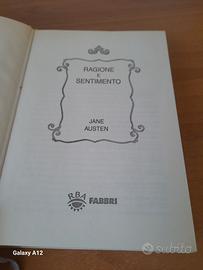 RAGIONE
E
SENTIMENTO
JANE
AUSTEN
RBA FABBRI
Galaxy A12
subito